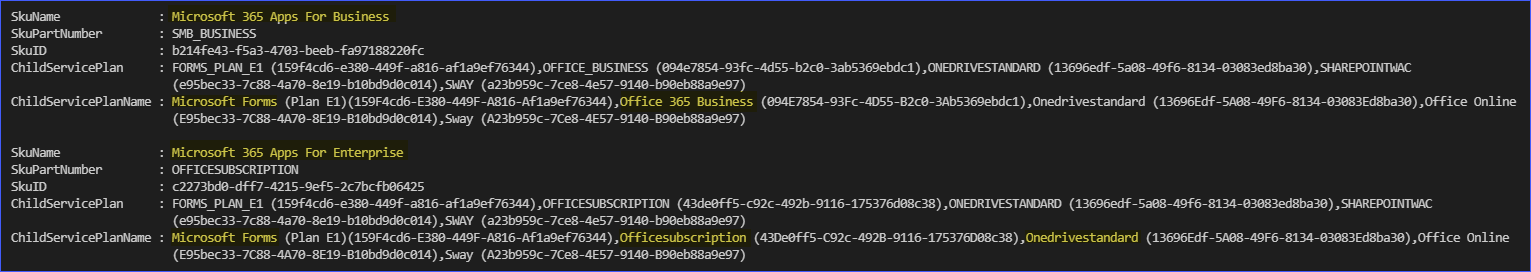 SkuName : Microsoft 365 Apps For Business
SkuPartNumber : SMB_BUSINESS
SkuID : b214fe43-f5a3-4703-beeb-fa97188220fc
ChildServicePlan : FORMS_PLAN_E1 (159f4cd6-e380-449f-a816-af1a9ef76344),OFFICE_BUSINESS (094e7854-93fc-4d55-b2c0-3ab5369ebdc1),ONEDRIVESTANDARD (13696edf-5a08-49f6-8134-03083ed8ba30),SHAREPOINTWAC
(e95bec33-7c88-4a70-8e19-b10bd9d0c014),SWAY (a23b959c-7ce8-4e57-9140-b90eb88a9e97)
ChildServicePlanName : Microsoft Forms (Plan E1)(159F4cd6-E380-449F-A816-Af1a9ef76344),Office 365 Business (094E7854-93Fc-4D55-B2c0-3Ab5369ebdc1),Onedrivestandard (13696Edf-5A08-49F6-8134-03083Ed8ba30),Office Online
(E95bec33-7C88-4A70-8E19-B10bd9d0c014),Sway (A23b959c-7Ce8-4E57-9140-B90eb88a9e97)
SkuName : Microsoft 365 Apps For Enterprise
SkuPartNumber : OFFICESUBSCRIPTION
SkuID : c2273bd0-dff7-4215-9ef5-2c7bcfb06425
ChildServicePlan : FORMS_PLAN_E1 (159f4cd6-e380-449f-a816-af1a9ef76344),OFFICESUBSCRIPTION (43de0ff5-c92c-492b-9116-175376d08c38),ONEDRIVESTANDARD (13696edf-5a08-49f6-8134-03083ed8ba30),SHAREPOINTWAC
(e95bec33-7c88-4a70-8e19-b10bd9d0c014),SWAY (a23b959c-7ce8-4e57-9140-b90eb88a9e97)
ChildServicePlanName : Microsoft Forms (Plan E1)(159F4cd6-E380-449F-A816-Af1a9ef76344),Officesubscription (43De0ff5-C92c-492B-9116-175376D08c38),Onedrivestandard (13696Edf-5A08-49F6-8134-03083Ed8ba30),Office Online
(E95bec33-7C88-4A70-8E19-B10bd9d0c014),Sway (A23b959c-7Ce8-4E57-9140-B90eb88a9e97)